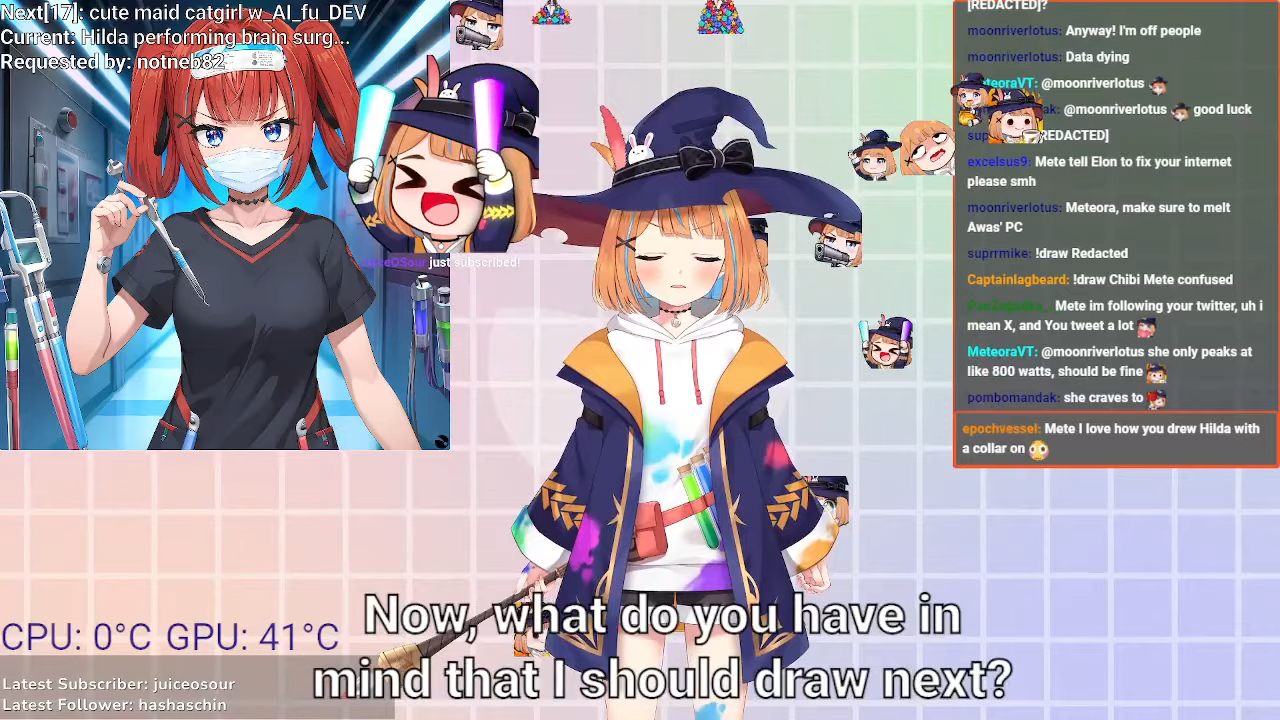 Next[17]: cute maid catgirl w_AI_fu_DEV
Current: Hilda performing brain surg...
Requested by: notneb82
just subscribed!
[REDACTED]?
moonriverlotus: Anyway! I'm off people
moonriverlotus: Data dying
MeteoraVT: @moonriverlotus
@moonriverlotus good luck
REDACTED]
excelsus9: Mete tell Elon to fix your internet
please smh
moonriverlotus: Meteora, make sure to melt
Awas' PC
suprrmike: !draw Redacted
Captainlagbeard: !draw Chibi Mete confused
Mete im following your twitter, uh i
mean X, and You tweet a lot
MeteoraVT: @moonriverlotus she only peaks at
like 800 watts, should be fine
pombomandak: she craves to
epochvessel: Mete I love how you drew Hilda with
a collar on
Now, what do you have in
mind that I should draw next?
CPU: 0°C GPU: 41°C
Latest Subscriber: juiceosour
Latest Follower: hashaschin